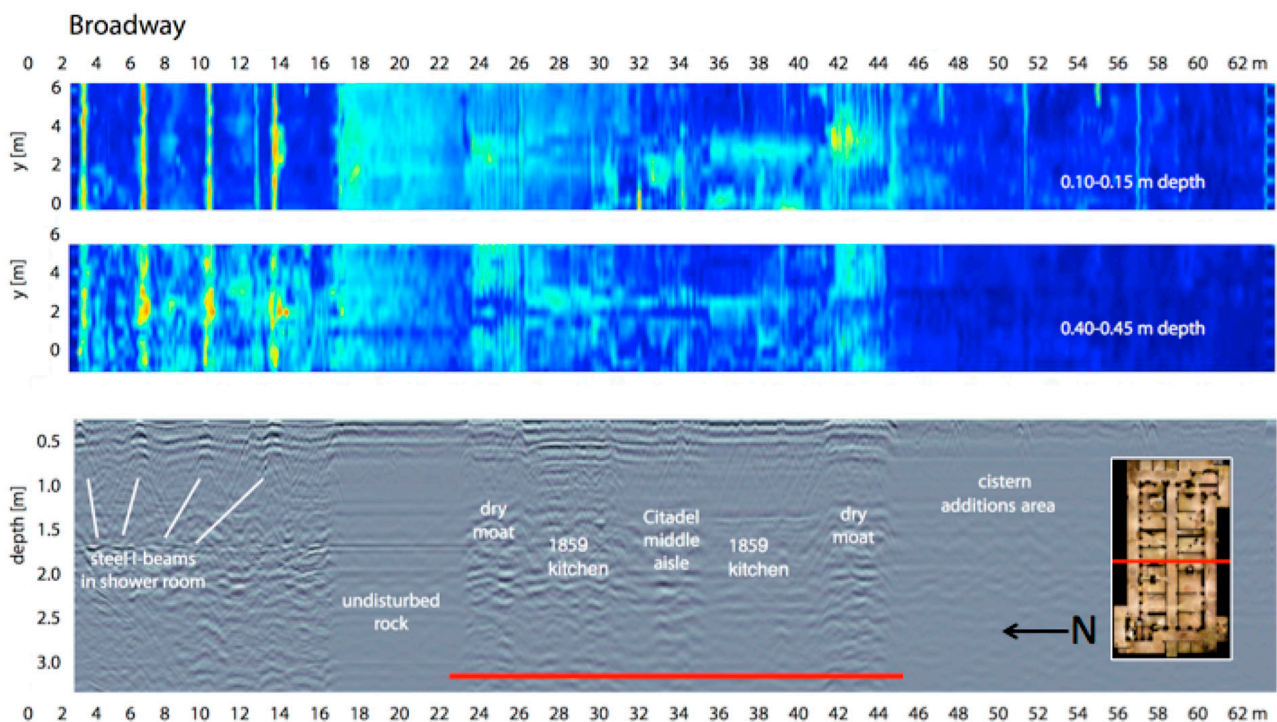 Broadway
0 2 4 6 8 10 12 14 16 18 20 22 24 26 28 30 32 34 36 38 40 42 44 46 48 50 52 54 56 58 60 62 m
6
4
2
0
y [m]
0.10-0.15 m depth
6
4
2
0
y [m]
0.40-0.45 m depth
0.5
1.0
1.5
2.0
2.5
3.0
depth [m]
steel I-beams
in shower room
undisturbed
rock
dry
moat
1859
kitchen
Citadel
middle
aisle
1859
kitchen
dry
moat
cistern
additions area
N
0 2 4 6 8 10 12 14 16 18 20 22 24 26 28 30 32 34 36 38 40 42 44 46 48 50 52 54 56 58 60 62 m